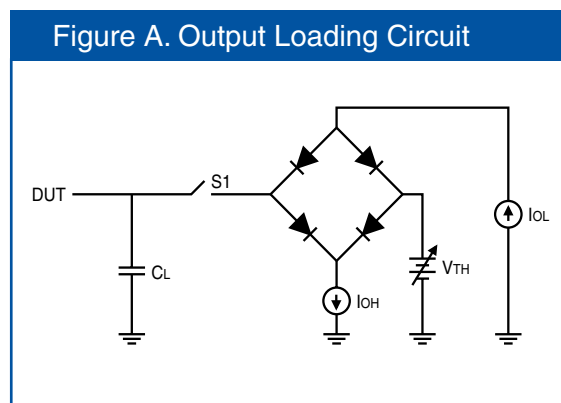 Figure A. Output Loading Circuit
DUT
S1
CL
IOH
VTH
IOL